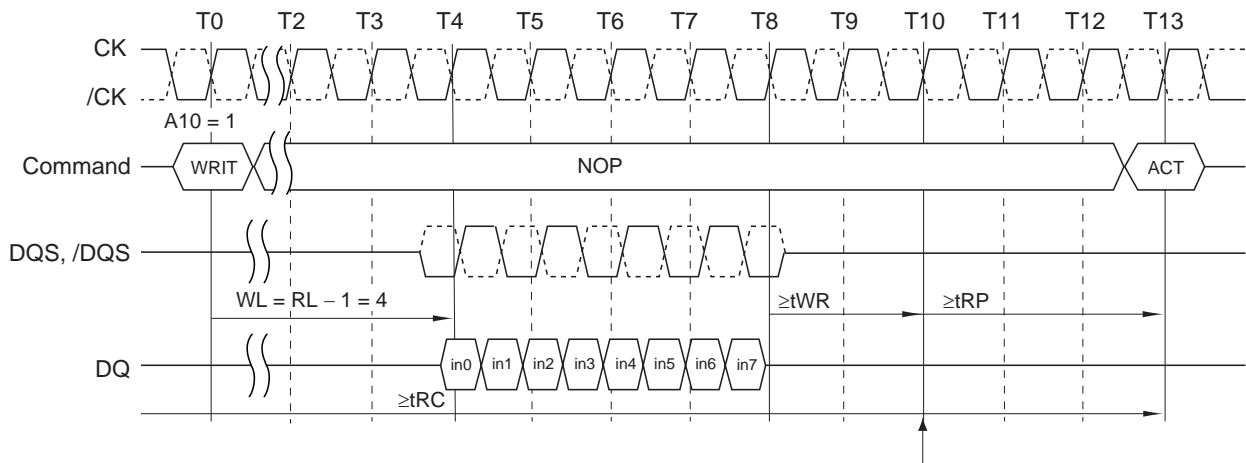 T0 T2 T3 T4 T5 T6 T7 T8 T9 T10 T11 T12 T13
CK
/CK
A10 = 1
Command WRIT NOP ACT
DQS, /DQS
WL = RL − 1 = 4 ≥tWR ≥tRP
DQ in0 in1 in2 in3 in4 in5 in6 in7
≥tRC